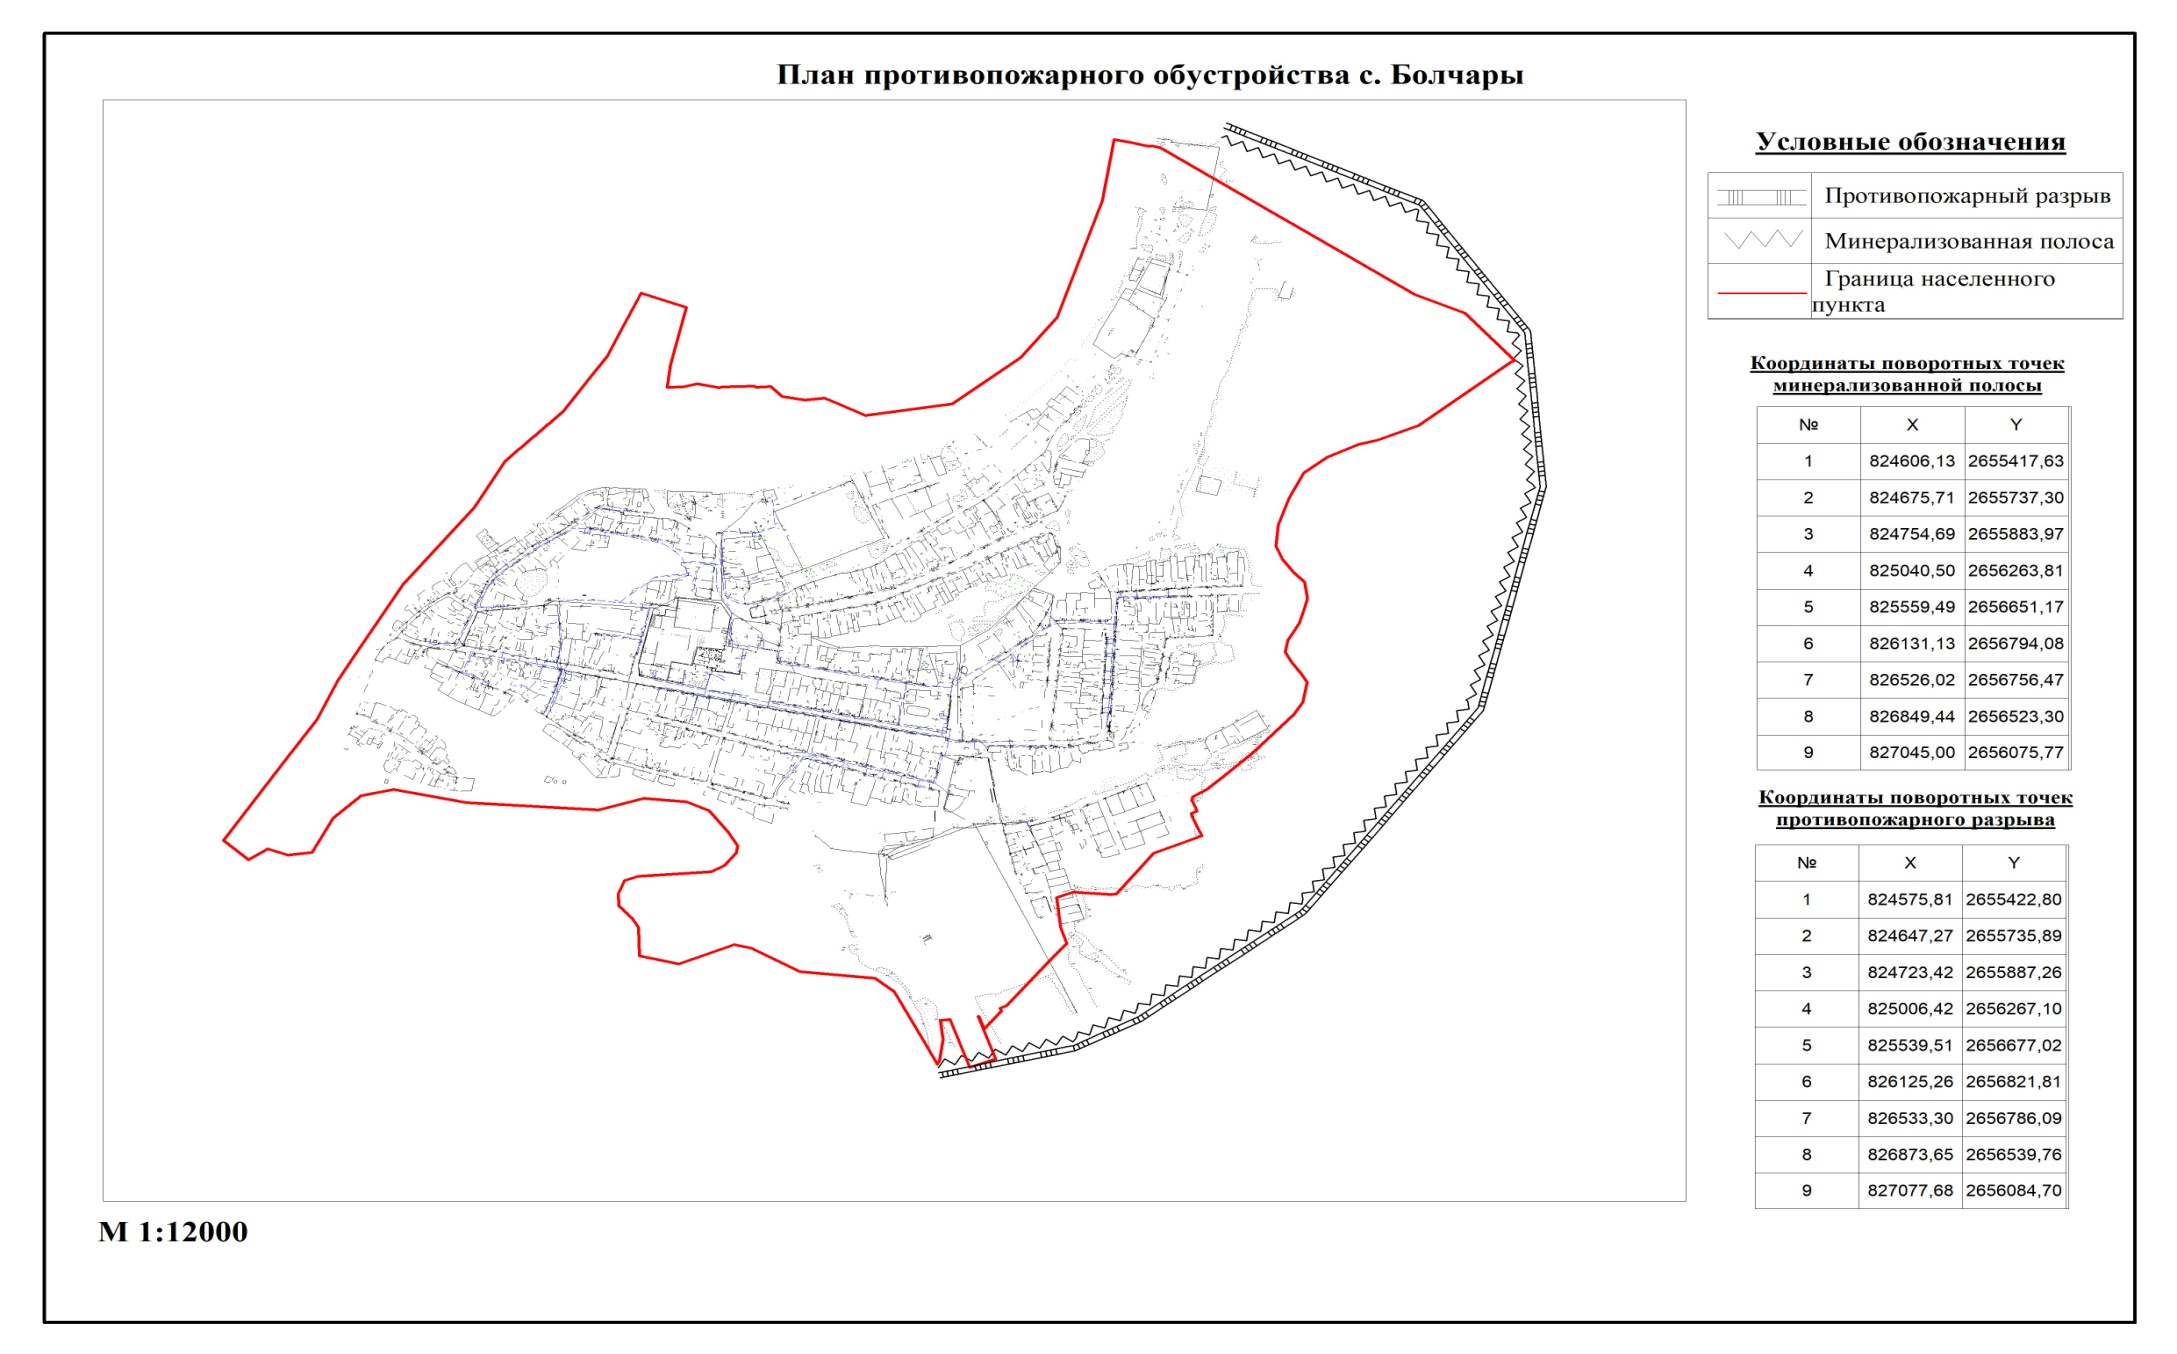 План противопожарного обустройства с. Болчары
Условные обозначения
Противопожарный разрыв
Минерализованная полоса
Граница населенного
пункта
Координаты поворотных точек
минерализованной полосы
№ X Y
1 824606,13 2655417,63
2 824675,71 2655737,30
3 824754,69 2655883,97
4 825040,50 2656263,81
5 825559,49 2656651,17
6 826131,13 2656794,08
7 826526,02 2656756,47
8 826849,44 2656523,30
9 827045,00 2656075,77
Координаты поворотных точек
противопожарного разрыва
№ X Y
1 824575,81 2655422,80
2 824647,27 2655735,89
3 824723,42 2655887,26
4 825006,42 2656267,10
5 825539,51 2656677,02
6 826125,26 2656821,81
7 826533,30 2656786,09
8 826873,65 2656539,76
9 827077,68 2656084,70
М 1:12000